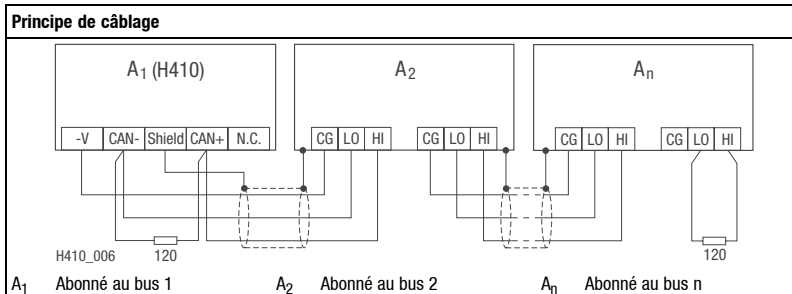 Principe de câblage
A1 (H410) A2 An
-V CAN- Shield CAN+ N.C. CG LO HI CG LO HI CG LO HI CG LO HI
H410_006 120 120
A1 Abonné au bus 1 A2 Abonné au bus 2 An Abonné au bus n